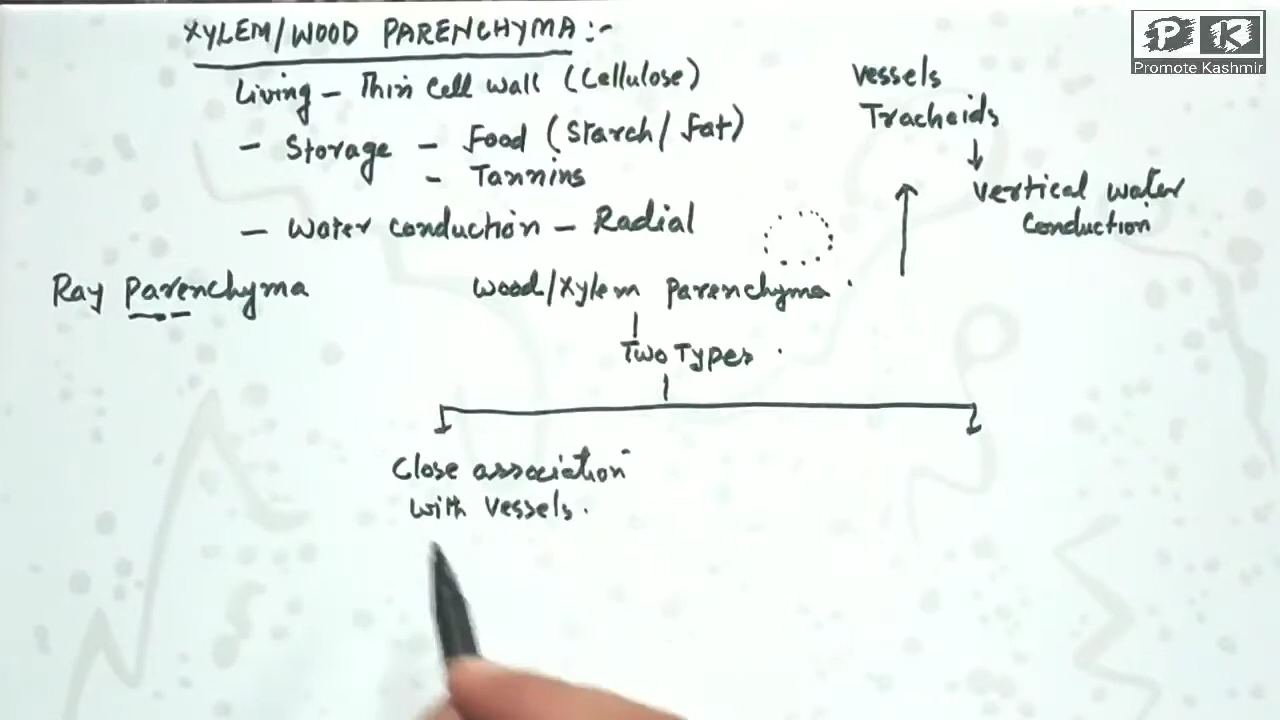 XYLEM/WOOD PARENCHYMA:-
Living - Thin Cell Wall (Cellulose)
- Storage - Food (Starch/Fat)
- Tannins
- Water Conduction - Radial
Vessels
Tracheids
Vertical Water
Conduction
Ray Parenchyma
Wood/Xylem Parenchyma.
Two Types.
Close association
With Vessels.
PK
Promote Kashmir